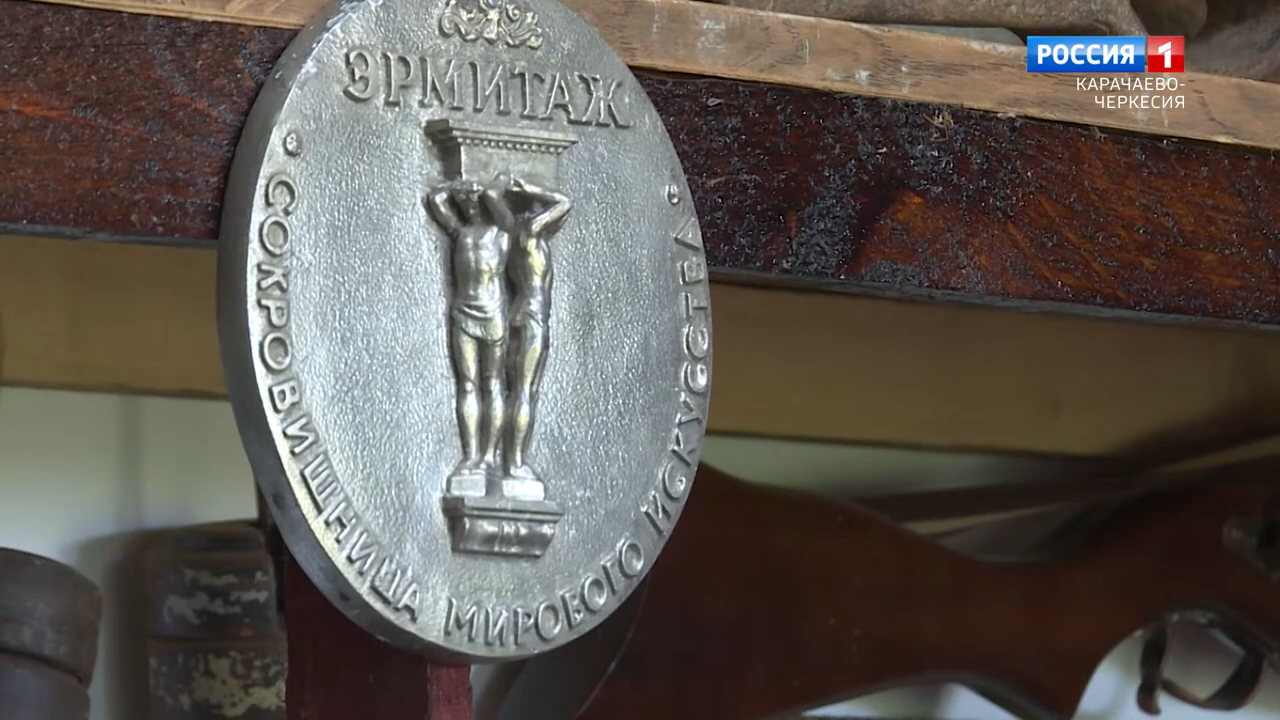 ЭРМИТАЖ
СОКРОВИЩНИЦА МИРОВОГО ИСКУССТВА
РОССИЯ 1
КАРАЧАЕВО-
ЧЕРКЕСИЯ